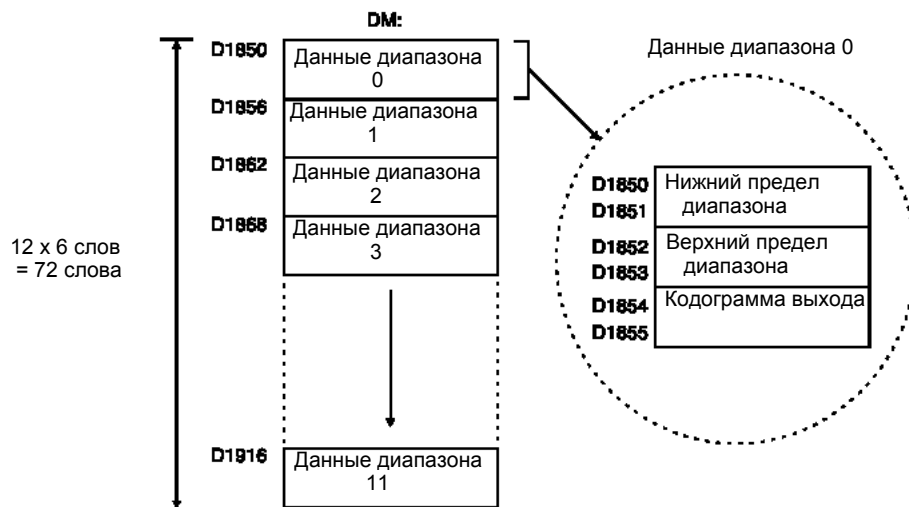 DM:
D1850
Данные диапазона
0
D1856
Данные диапазона
1
D1862
Данные диапазона
2
D1868
Данные диапазона
3
12 x 6 слов
= 72 слова
D1916
Данные диапазона
11
Данные диапазона 0
D1850
Нижний предел
D1851
диапазона
D1852
Верхний предел
D1853
диапазона
D1854
Кодограмма выхода
D1855